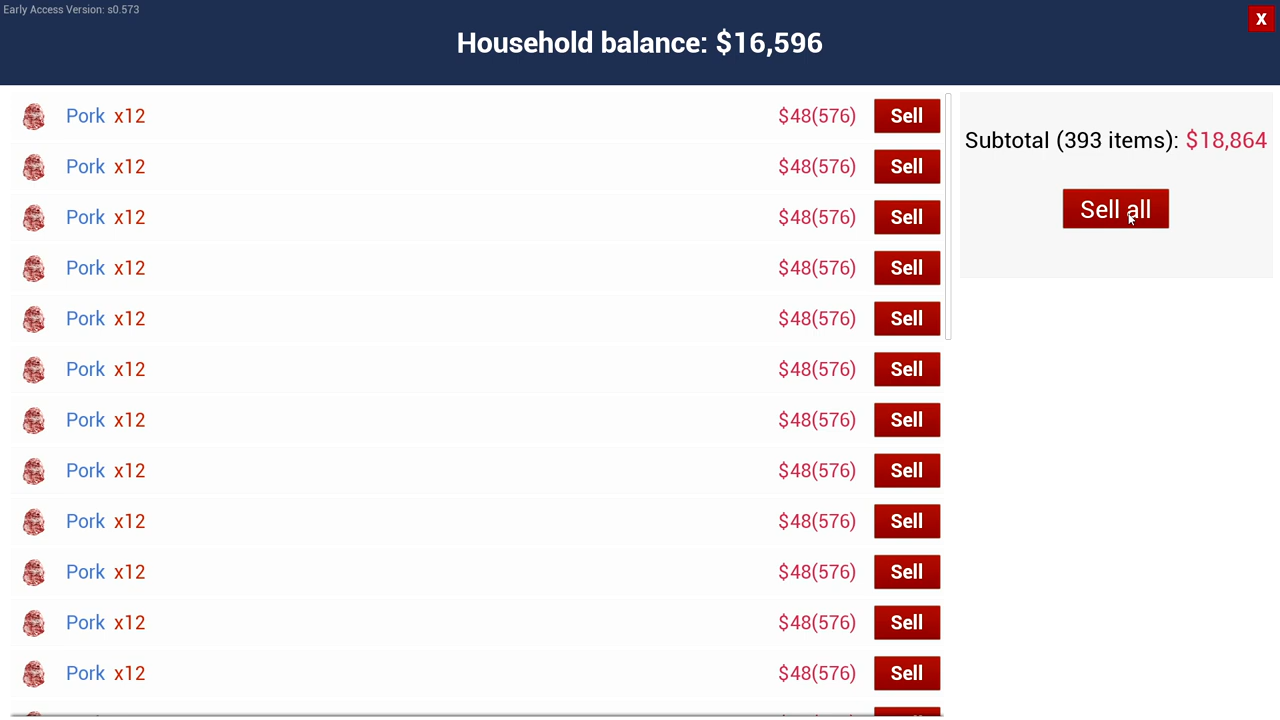 Early Access Version: s0.573
X
Household balance: $16,596
Pork x12 $48(576) Sell
Pork x12 $48(576) Sell
Pork x12 $48(576) Sell
Pork x12 $48(576) Sell
Pork x12 $48(576) Sell
Pork x12 $48(576) Sell
Pork x12 $48(576) Sell
Pork x12 $48(576) Sell
Pork x12 $48(576) Sell
Pork x12 $48(576) Sell
Pork x12 $48(576) Sell
Pork x12 $48(576) Sell
Subtotal (393 items): $18,864
Sell all